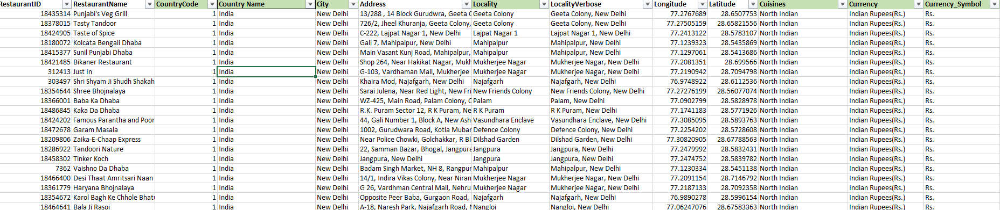 RestaurantID RestaurantName CountryCode Country Name City Address Locality LocalityVerbose Longitude Latitude Cuisines Currency Currency_Symbol
18435314 Punjabi's Veg Grill 1 India New Delhi 13/288 , 14 Block Gurudwra, Geeta C Geeta Colony Geeta Colony, New Delhi 77.2767689 28.6507753 North Indian Indian Rupees(Rs.) Rs.
18378015 Tasty Tandoor 1 India New Delhi 726/2, Jheel Khuranja, Geeta Colony, Geeta Colony Geeta Colony, New Delhi 77.27505159 28.65821556 North Indian Indian Rupees(Rs.) Rs.
18424905 Taste of Spice 1 India New Delhi C-222, Lajpat Nagar 1, New Delhi Lajpat Nagar 1 Lajpat Nagar 1, New Delhi 77.2413122 28.5783107 North Indian Indian Rupees(Rs.) Rs.
18180072 Kolcata Bengali Dhaba 1 India New Delhi Gali 7, Mahipalpur, New Delhi Mahipalpur Mahipalpur, New Delhi 77.1239323 28.5435869 North Indian Indian Rupees(Rs.) Rs.
18415377 Sunil Punjabi Dhaba 1 India New Delhi Main Vasant Kunj Road, Mahipalpur, Mahipalpur Mahipalpur, New Delhi 77.1297061 28.5413686 North Indian Indian Rupees(Rs.) Rs.
18421485 Bikaner Restaurant 1 India New Delhi Shop 264, Near Hakikat Nagar, Mukh Mukherjee Nagar Mukherjee Nagar, New Delhi 77.2081351 28.699566 North Indian Indian Rupees(Rs.) Rs.
312413 Just In 1 India New Delhi G-103, Vardhaman Mall, Mukherjee Mukherjee Nagar Mukherjee Nagar, New Delhi 77.2190942 28.7094798 North Indian Indian Rupees(Rs.) Rs.
303497 Shri Shyam Ji Shudh Shakah 1 India New Delhi Khaira Mod, Najafgarh, New Delhi Najafgarh Najafgarh, New Delhi 76.9748922 28.6112536 North Indian Indian Rupees(Rs.) Rs.
18354644 Shree Bhojnalaya 1 India New Delhi Sarai Julena, Near Red Light, New Fri New Friends Colony New Friends Colony, New Delhi 77.27276199 28.56077074 North Indian Indian Rupees(Rs.) Rs.
18366001 Baba Ka Dhaba 1 India New Delhi WZ-425, Main Road, Palam Colony, C Palam Palam, New Delhi 77.0902799 28.5828978 North Indian Indian Rupees(Rs.) Rs.
18486845 Kaka Da Dhaba 1 India New Delhi R.K. Puram Sector 12, R K Puram, Ne R K Puram R K Puram, New Delhi 77.1741183 28.5771926 North Indian Indian Rupees(Rs.) Rs.
18424202 Famous Parantha and Poor 1 India New Delhi 44, Gali Number 1, Block A, New Ash Vasundhara Enclave Vasundhara Enclave, New Delhi 77.3085095 28.5893763 North Indian Indian Rupees(Rs.) Rs.
18472678 Garam Masala 1 India New Delhi 1002, Gurudwara Road, Kotla Mubar Defence Colony Defence Colony, New Delhi 77.2254202 28.5728608 North Indian Indian Rupees(Rs.) Rs.
18209806 Zaika-E-Chaap Express 1 India New Delhi Near Police Chowki, Golchakkar, R Bl Dilshad Garden Dilshad Garden, New Delhi 77.30820905 28.67788563 North Indian Indian Rupees(Rs.) Rs.
18286922 Tandoori Nature 1 India New Delhi 22, Samman Bazar, Bhogal, Jangpura Jangpura Jangpura, New Delhi 77.2479992 28.5832431 North Indian Indian Rupees(Rs.) Rs.
18458302 Tinker Koch 1 India New Delhi Jangpura, New Delhi Jangpura Jangpura, New Delhi 77.2474752 28.5839782 North Indian Indian Rupees(Rs.) Rs.
7362 Vaishno Da Dhaba 1 India New Delhi Badam Singh Market, NH 8, Rangpur Mahipalpur Mahipalpur, New Delhi 77.1230334 28.5451138 North Indian Indian Rupees(Rs.) Rs.
18466400 Desi Thaat Amritsari Naan 1 India New Delhi 14/1, Indira Vikas Colony, Near Niran Mukherjee Nagar Mukherjee Nagar, New Delhi 77.2091154 28.7146792 North Indian Indian Rupees(Rs.) Rs.
18361779 Haryana Bhojnalaya 1 India New Delhi G 26, Vardhman Central Mall, Nehru Mukherjee Nagar Mukherjee Nagar, New Delhi 77.2187133 28.7092358 North Indian Indian Rupees(Rs.) Rs.
18354672 Karol Bagh Ke Chhole Bhat 1 India New Delhi Opposite Peer Baba, Gurgaon Road, Najafgarh Najafgarh, New Delhi 76.9890278 28.5996154 North Indian Indian Rupees(Rs.) Rs.
18464641 Bala Ji Rasoi 1 India New Delhi A-18, Naresh Park, Najafgarh Road, N Nangloi Nangloi, New Delhi 77.06247076 28.67583363 North Indian Indian Rupees(Rs.) Rs.